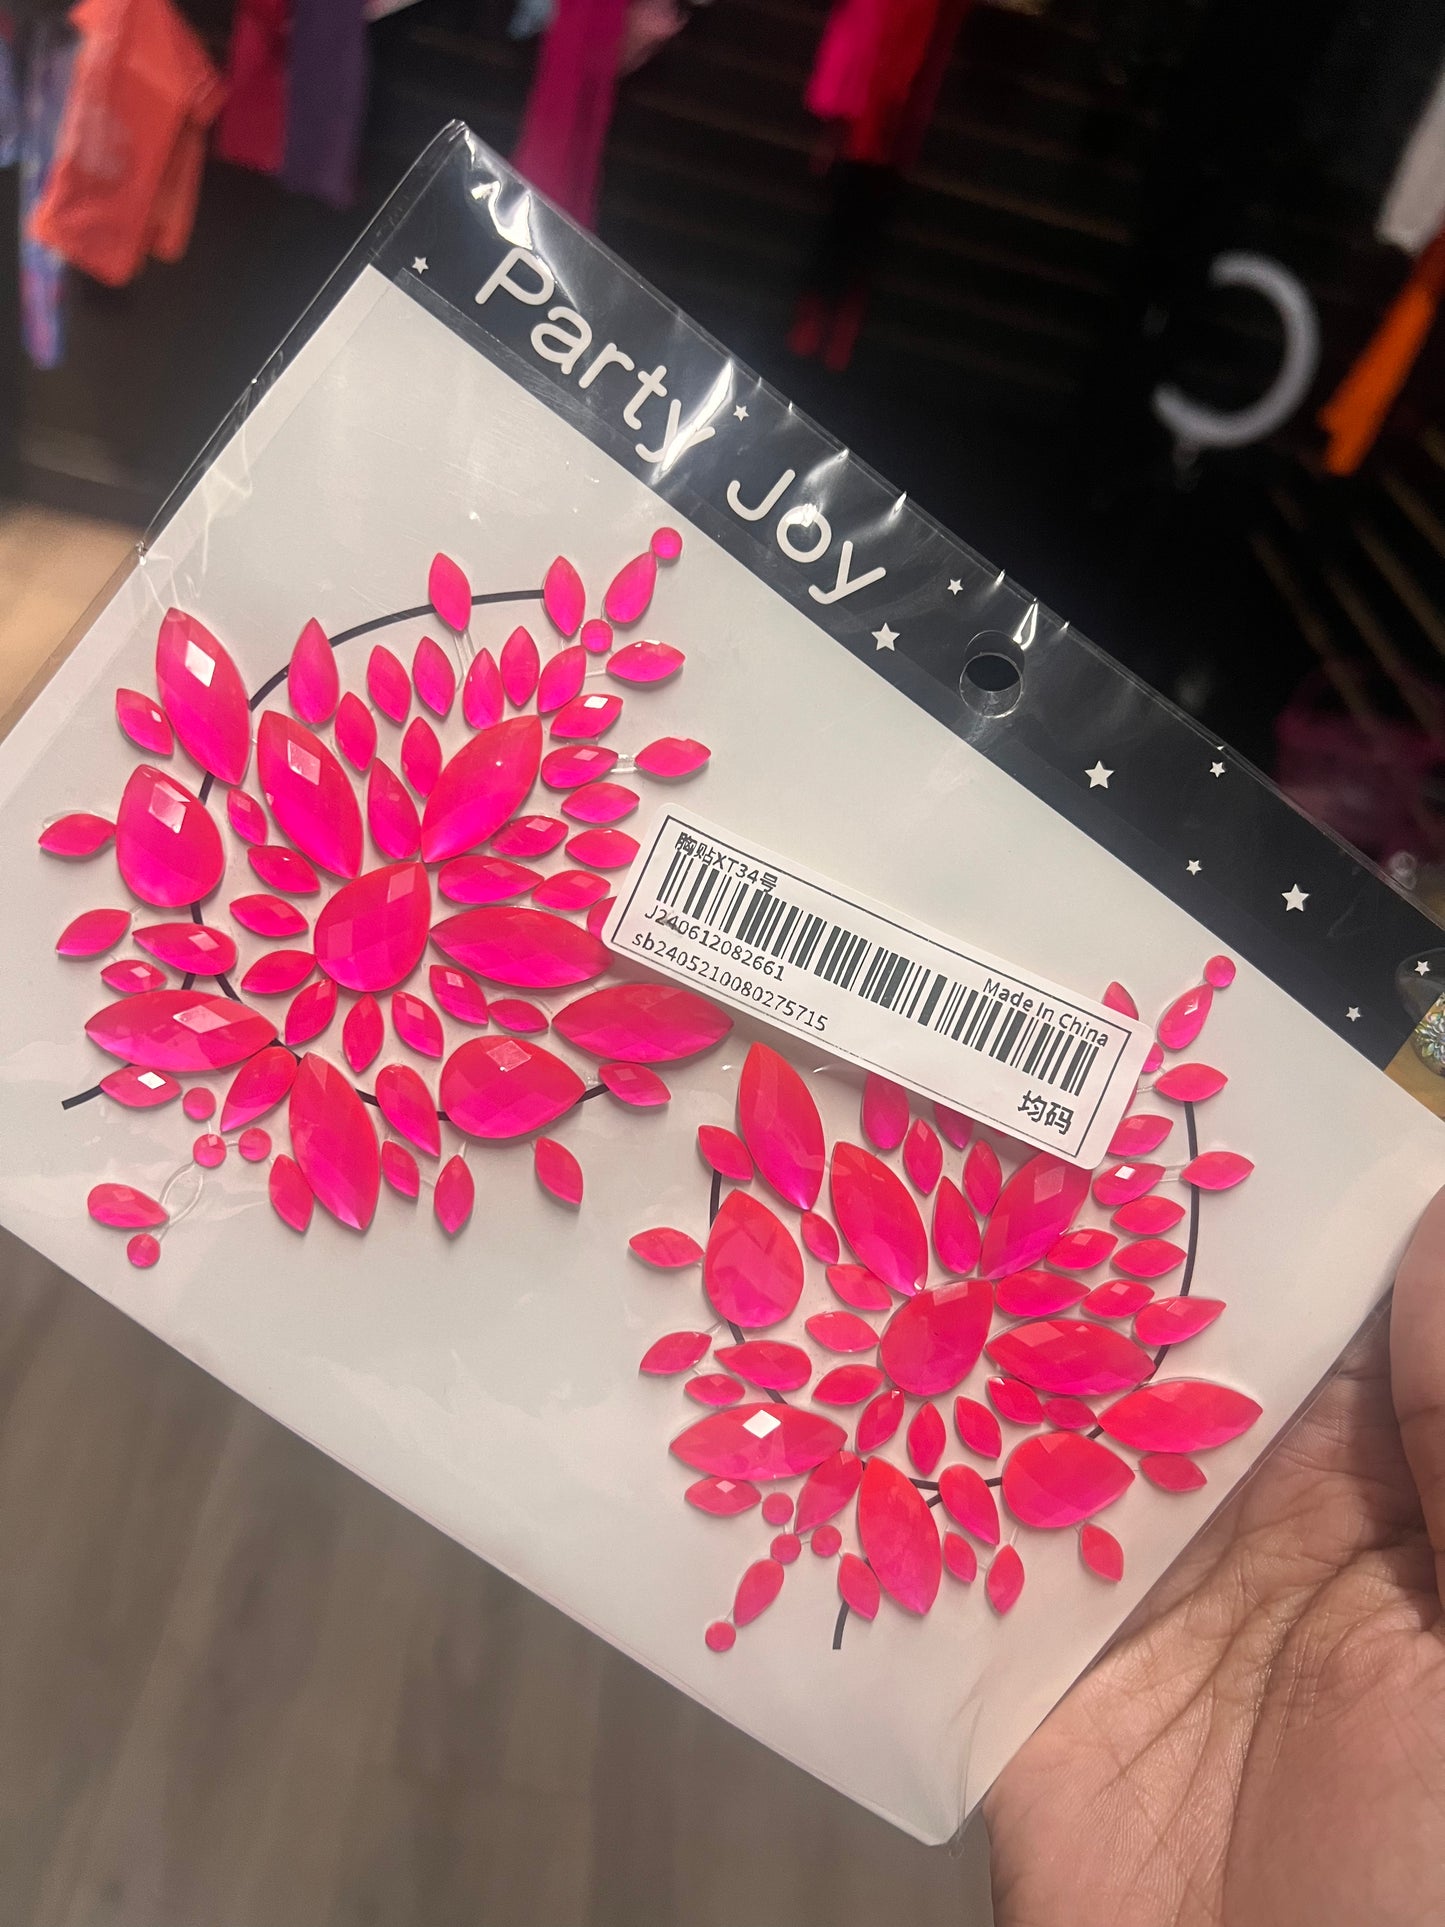 Party Joy
胸贴XT34号
Made In China
J240612082661
sb2405210080275715
均码